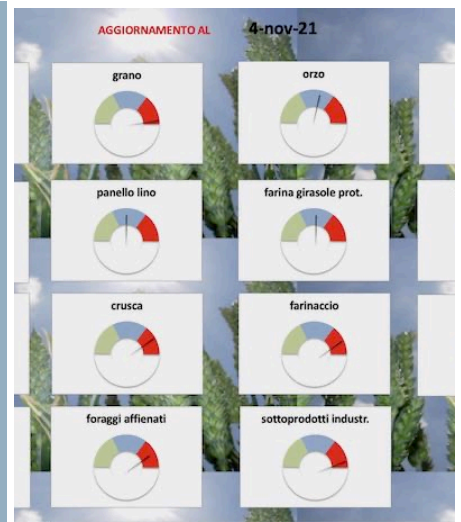 AGGIORNAMENTO AL 4-nov-21
grano orzo
panello lino farina girasole prot.
crusca farinaccio
foraggi affienati sottoprodotti industr.